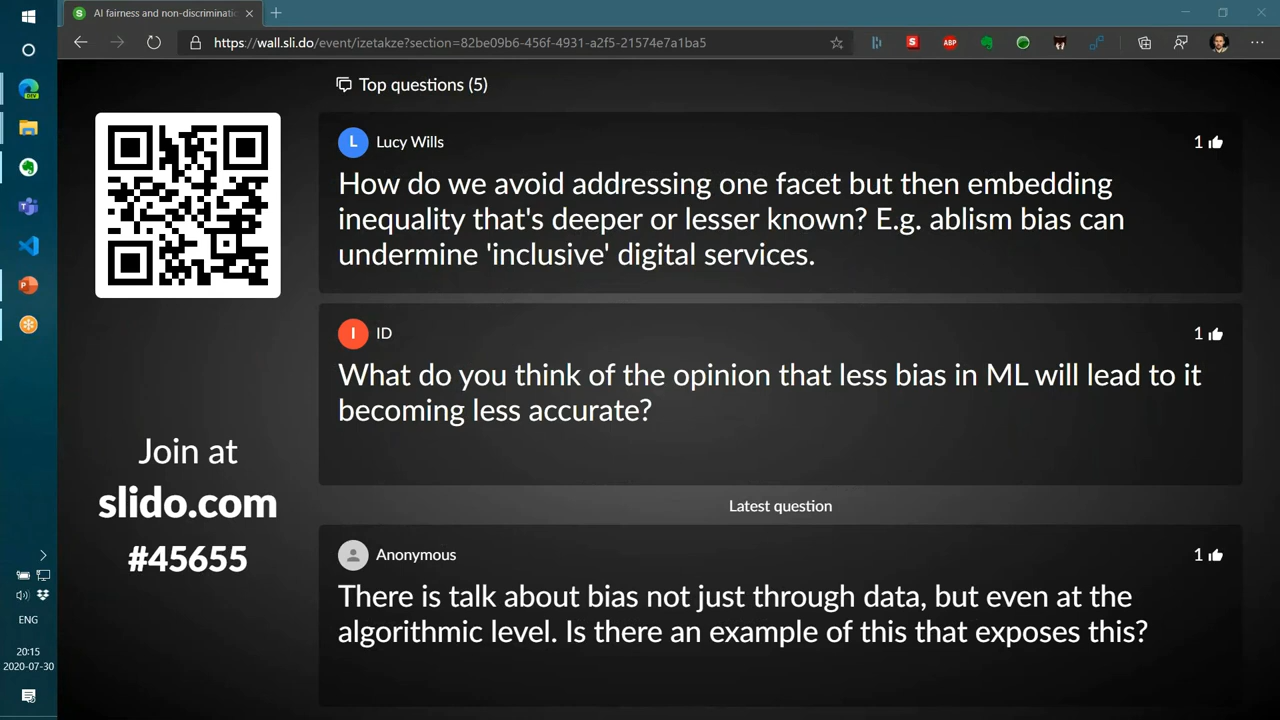 AI fairness and non-discriminatio
https://wall.sli.do/event/izetakze?section=82be09b6-456f-4931-a2f5-21574e7a1ba5
ABP
DEV
Top questions (5)
L
Lucy Wills
1
How do we avoid addressing one facet but then embedding
inequality that's deeper or lesser known? E.g. ablism bias can
undermine 'inclusive' digital services.
I
ID
1
What do you think of the opinion that less bias in ML will lead to it
becoming less accurate?
Join at
slido.com
#45655
Latest question
Anonymous
1
There is talk about bias not just through data, but even at the
algorithmic level. Is there an example of this that exposes this?
ENG
20:15
2020-07-30